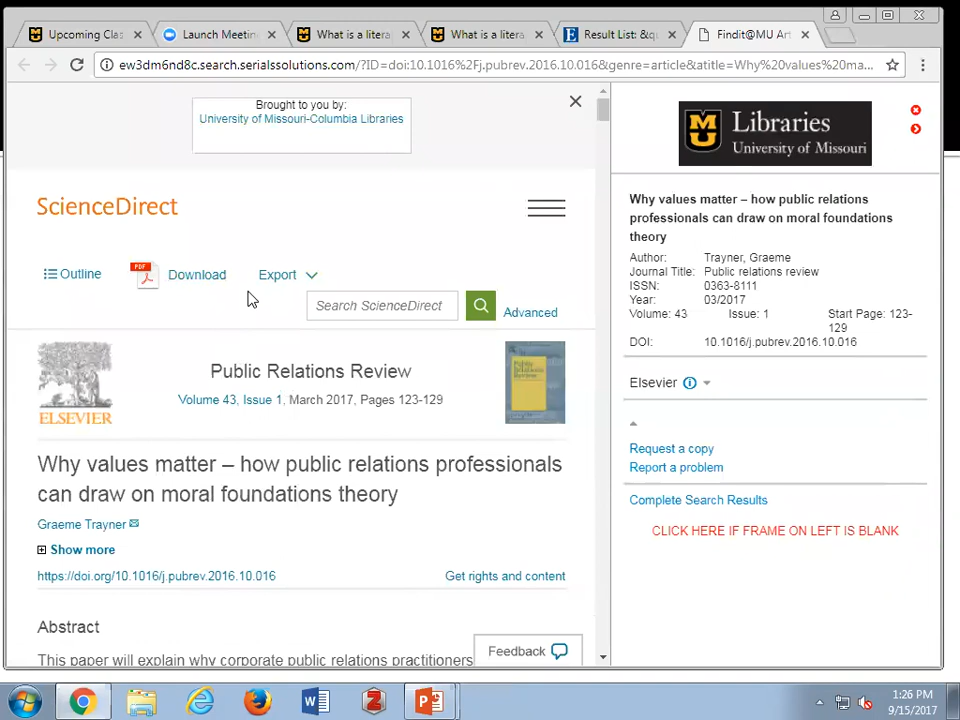 Upcoming Clas
Launch Meetin
What is a litera
What is a litera
Result List: &qu
Findit@MU Art
ew3dm6nd8c.search.serialssolutions.com/?ID=doi:10.1016%2Fj.pubrev.2016.10.016&genre=article&atitle=Why%20values%20ma...
Brought to you by:
University of Missouri-Columbia Libraries
ScienceDirect
Outline
PDF
Download
Export
Search ScienceDirect
Advanced
ELSEVIER
Public Relations Review
Volume 43, Issue 1, March 2017, Pages 123-129
Why values matter – how public relations professionals
can draw on moral foundations theory
Graeme Trayner
Show more
https://doi.org/10.1016/j.pubrev.2016.10.016
Get rights and content
Abstract
This paper will explain why corporate public relations practitioners
Feedback
MU
Libraries
University of Missouri
Why values matter – how public relations
professionals can draw on moral foundations
theory
Author: Trayner, Graeme
Journal Title: Public relations review
ISSN: 0363-8111
Year: 03/2017
Volume: 43 Issue: 1 Start Page: 123-
129
DOI: 10.1016/j.pubrev.2016.10.016
Elsevier
Request a copy
Report a problem
Complete Search Results
CLICK HERE IF FRAME ON LEFT IS BLANK
1:26 PM
9/15/2017